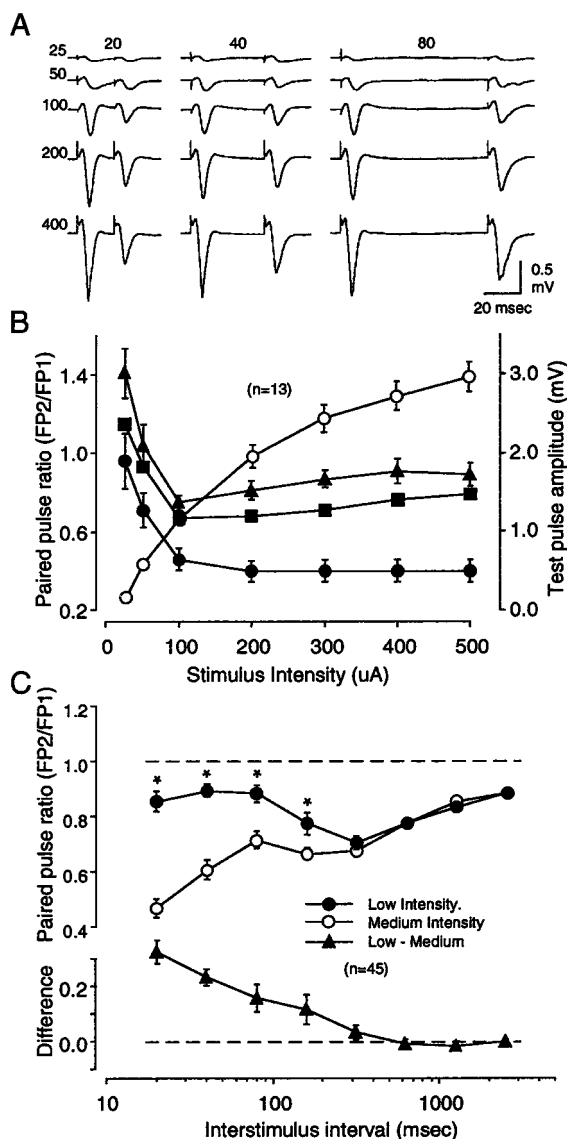 A
20 40 80
25
50
100
200
400
0.5
mV
20 msec
B
Paired pulse ratio (FP2/FP1)
1.4
1.0
0.6
0.2
(n=13)
3.0
2.0
1.0
0.0
Test pulse amplitude (mV)
0 100 200 300 400 500
Stimulus Intensity (uA)
C
Paired pulse ratio (FP2/FP1)
1.2
1.0
0.8
0.6
0.4
* * * *
Low Intensity.
Medium Intensity
Low - Medium
(n=45)
Difference
0.2
0.0
10 100 1000
Interstimulus interval (msec)